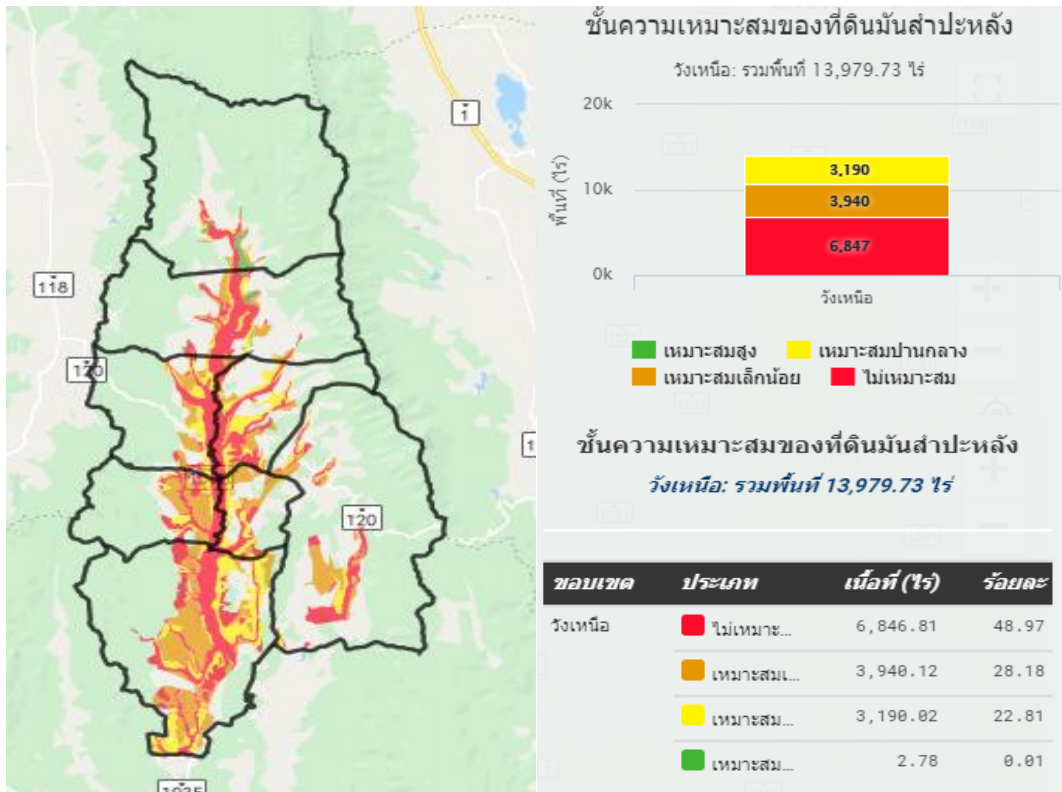 1
118
120
120
1035
ชั้นความเหมาะสมของที่ดินมันสำปะหลัง
วังเหนือ: รวมพื้นที่ 13,979.73 ไร่
พื้นที่ (ไร่)
20k
10k
0k
3,190
3,940
6,847
วังเหนือ
เหมาะสมสูง
เหมาะสมปานกลาง
เหมาะสมเล็กน้อย
ไม่เหมาะสม
ชั้นความเหมาะสมของที่ดินมันสำปะหลัง
วังเหนือ: รวมพื้นที่ 13,979.73 ไร่
ขอบเขต ประเภท เนื้อที่ (ไร่) ร้อยละ
วังเหนือ ไม่เหมาะ... 6,846.81 48.97
เหมาะสมเ... 3,940.12 28.18
เหมาะสม... 3,190.02 22.81
เหมาะสม... 2.78 0.01